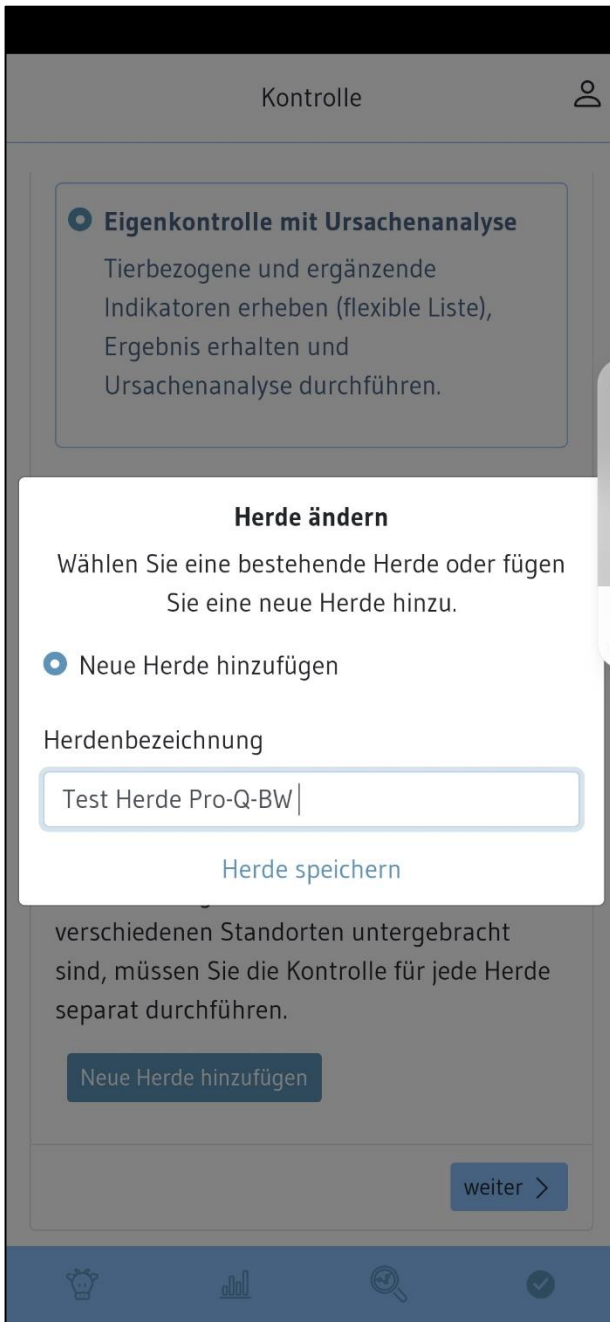 Kontrolle
Eigenkontrolle mit Ursachenanalyse
Tierbezogene und ergänzende
Indikatoren erheben (flexible Liste),
Ergebnis erhalten und
Ursachenanalyse durchführen.
Herde ändern
Wählen Sie eine bestehende Herde oder fügen
Sie eine neue Herde hinzu.
Neue Herde hinzufügen
Herdenbezeichnung
Test Herde Pro-Q-BW
Herde speichern
verschiedenen Standorten untergebracht
sind, müssen Sie die Kontrolle für jede Herde
separat durchführen.
Neue Herde hinzufügen
weiter